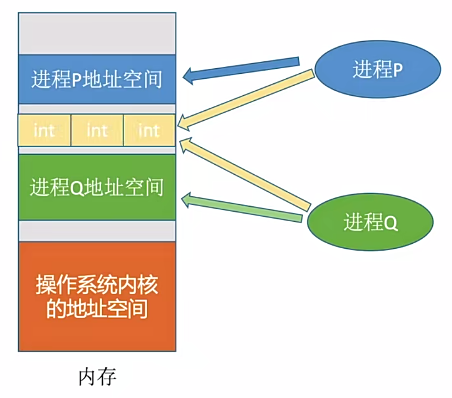 进程P地址空间
进程P
int int int
进程Q地址空间
进程Q
操作系统内核
的地址空间
内存